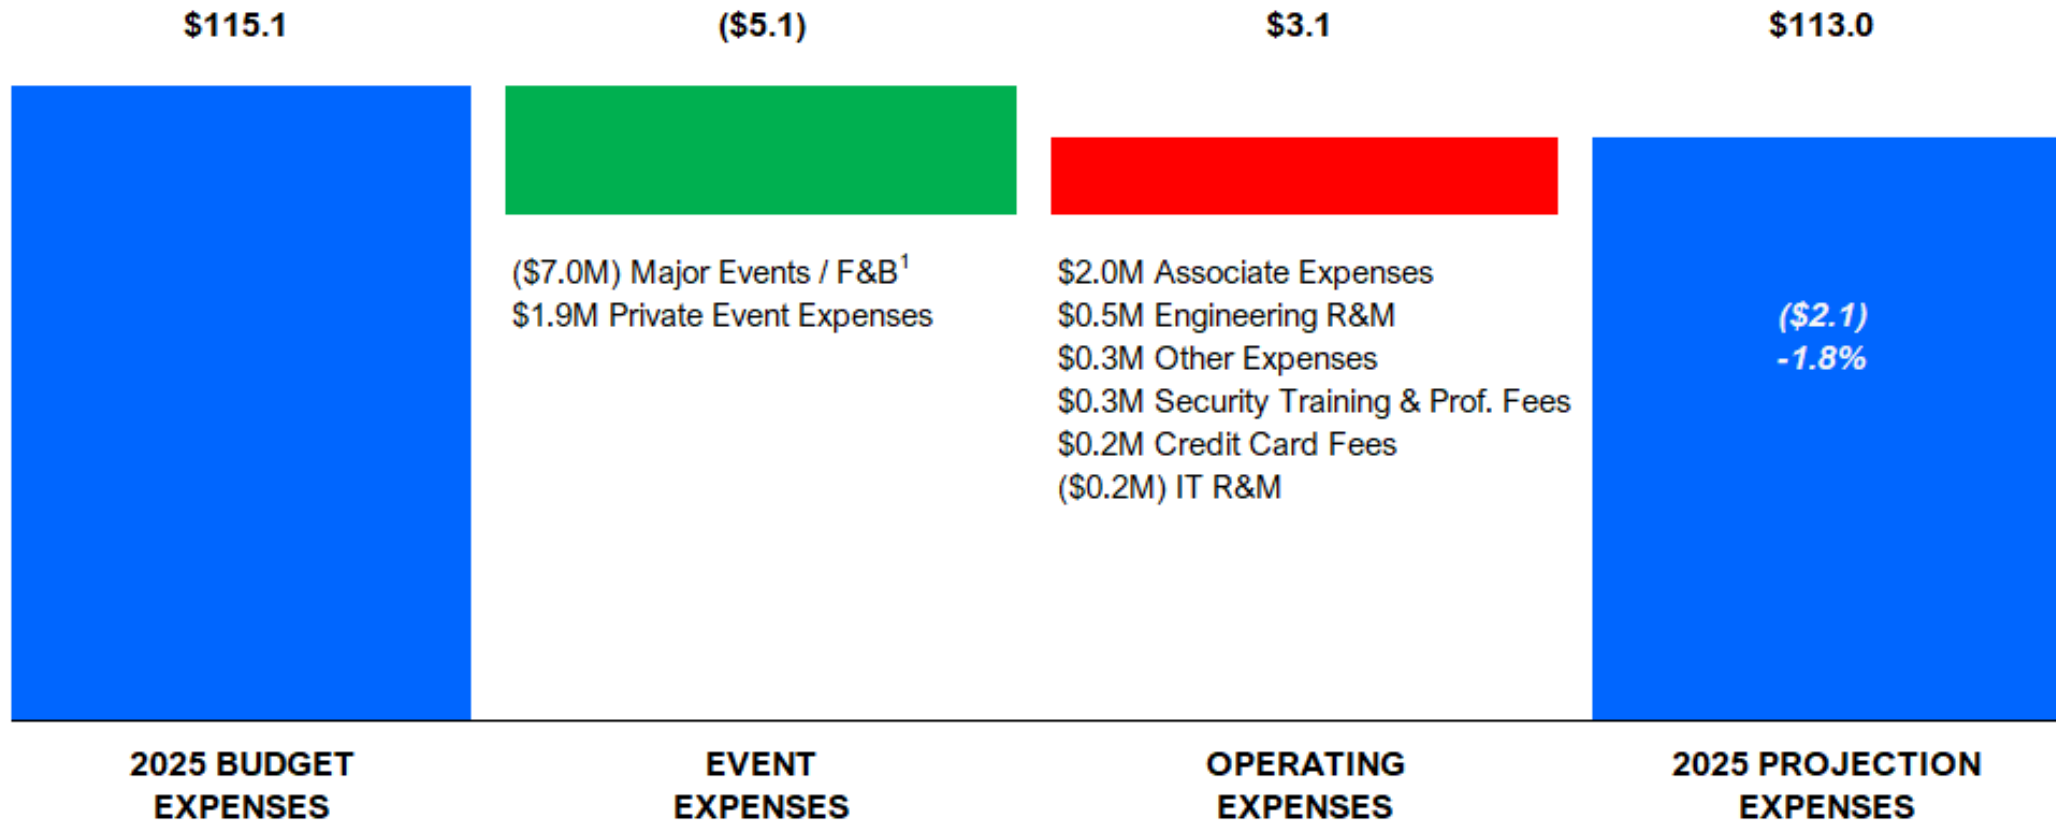 $115.1
($5.1)
$3.1
$113.0
($7.0M) Major Events / F&B¹
$1.9M Private Event Expenses
$2.0M Associate Expenses
$0.5M Engineering R&M
$0.3M Other Expenses
$0.3M Security Training & Prof. Fees
$0.2M Credit Card Fees
($0.2M) IT R&M
($2.1)
-1.8%
2025 BUDGET
EXPENSES
EVENT
EXPENSES
OPERATING
EXPENSES
2025 PROJECTION
EXPENSES